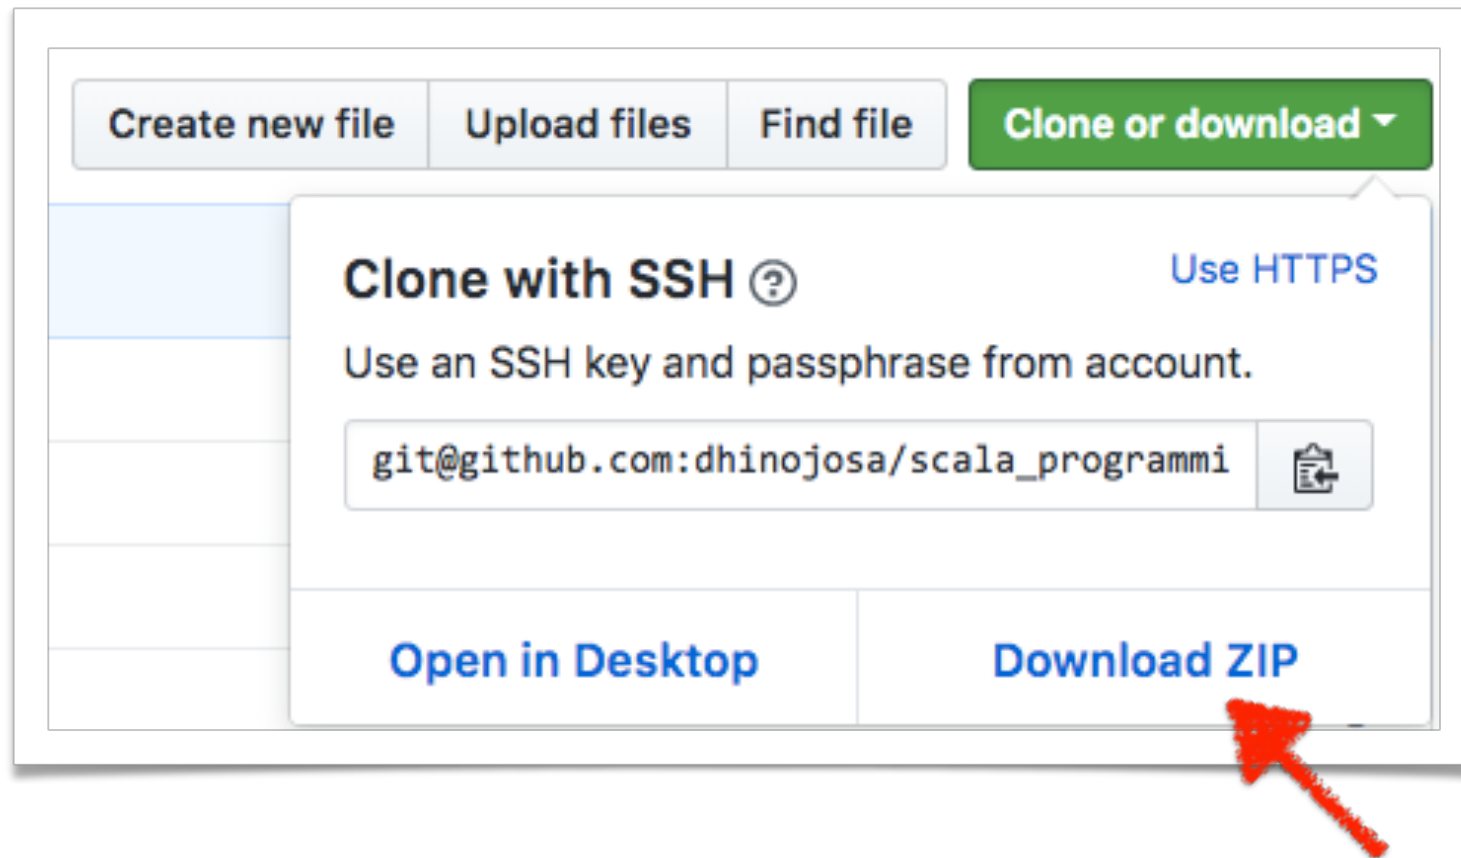 Create new file Upload files Find file Clone or download
Clone with SSH ? Use HTTPS
Use an SSH key and passphrase from account.
git@github.com:dhinojosa/scala_programmi
Open in Desktop Download ZIP